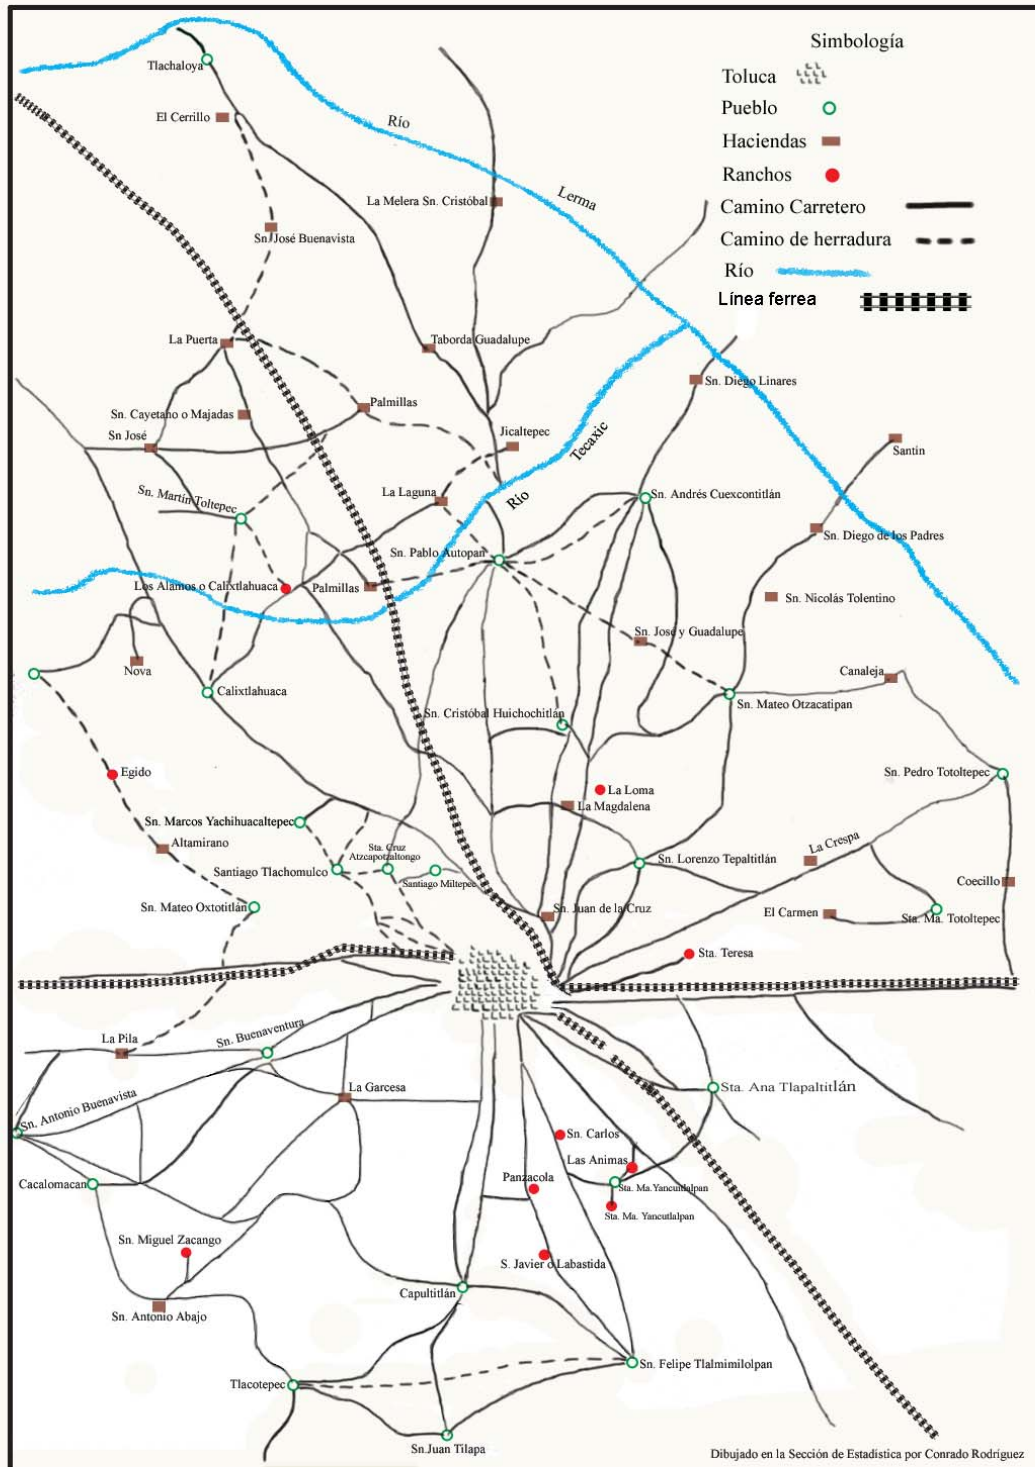 Simbología
Toluca
Pueblo
Haciendas
Ranchos
Camino Carretero
Camino de herradura
Río
Línea ferrea
Tlachaloya
El Cerrillo
Río
Lerma
La Melera Sn. Cristóbal
Sn. José Buenavista
La Puerta
Taborda Guadalupe
Sn. Diego Linares
Palmillas
Sn. Cayetano o Majadas
Sn José
Jicaltepec
Tecaxic
Santin
Sn. Martín Toltepec
La Laguna
Río
Sn. Andrés Cuexcontitlán
Sn. Diego de los Padres
Sn. Pablo Autopan
Los Alamos o Calixtlahuaca
Palmillas
Sn. Nicolás Tolentino
Sn. José y Guadalupe
Nova
Canaleja
Calixtlahuaca
Sn. Mateo Otzacatipan
Sn. Cristóbal Huichochitlán
Egido
Sn. Pedro Totoltepec
La Loma
La Magdalena
Sn. Marcos Yachihuacaltepec
Altamirano
Sta. Cruz
Atzcapotzaltongo
La Crespa
Santiago Tlachomulco
Santiago Miltepec
Sn. Lorenzo Tepaltitlán
Coecillo
Sn. Mateo Oxtotitlán
Sn. Juan de la Cruz
El Carmen
Sta. Ma. Totoltepec
Sta. Teresa
La Pila
Sn. Buenaventura
La Garcesa
Sta. Ana Tlapaltitlán
Sn. Antonio Buenavista
Sn. Carlos
Las Animas
Cacalomacan
Panzacola
Sta. Ma.Yancuitlalpan
Sta. Ma. Yancutlalpan
Sn. Miguel Zacango
S. Javier o Labastida
Capultitlán
Sn. Antonio Abajo
Sn. Felipe Tlalmimilolpan
Tlacotepec
Sn.Juan Tilapa
Dibujado en la Sección de Estadistica por Conrado Rodríguez